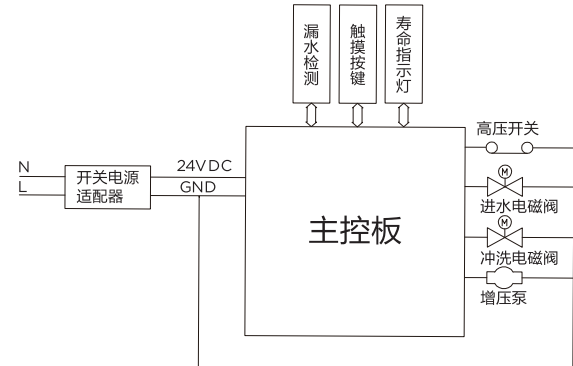 漏水检测
触摸按键
寿命指示灯
高压开关
N
L
开关电源
适配器
24VDC
GND
M
进水电磁阀
主控板
M
冲洗电磁阀
增压泵